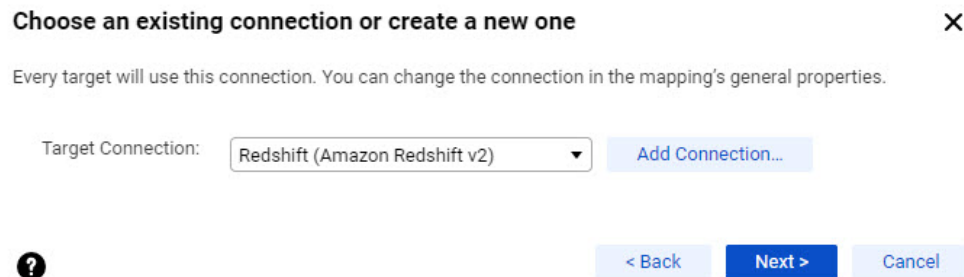 Choose an existing connection or create a new one
Every target will use this connection. You can change the connection in the mapping's general properties.
Target Connection: Redshift (Amazon Redshift v2) Add Connection...
? < Back Next > Cancel